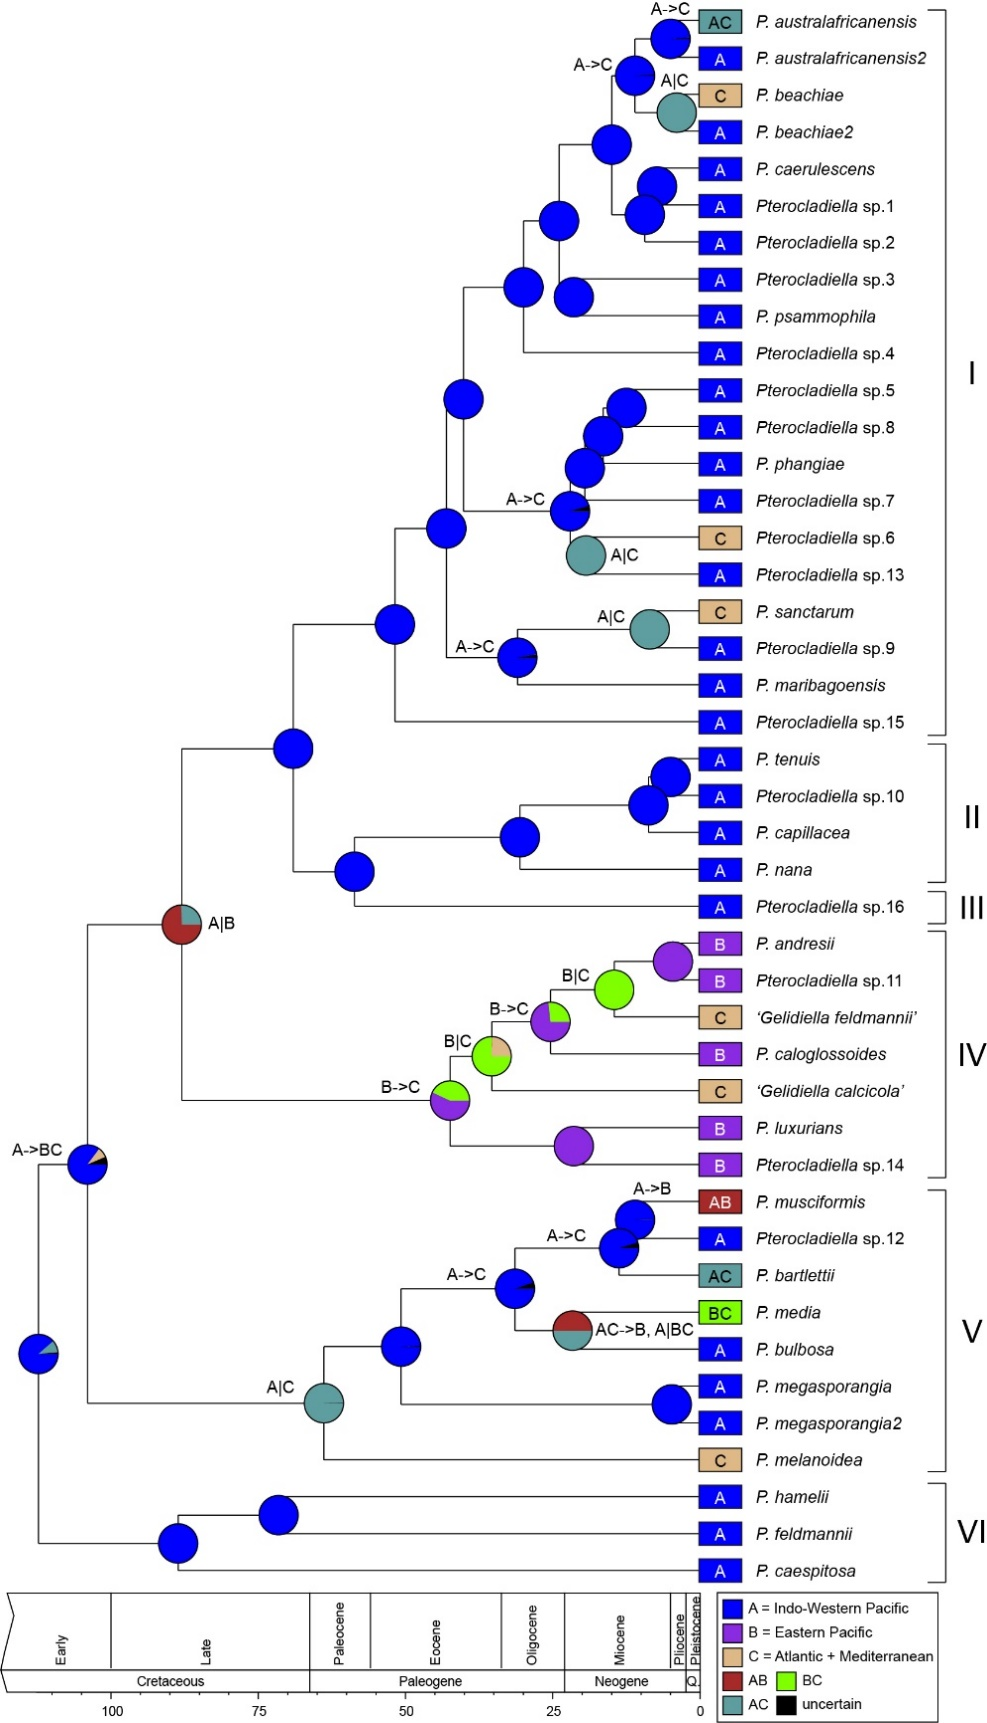 A->C
AC P. australafricanensis
A P. australafricanensis2
A->C
A|C
C P. beachiae
A P. beachiae2
A P. caerulescens
A Pterocladiella sp.1
A Pterocladiella sp.2
A Pterocladiella sp.3
A P. psammophila
A Pterocladiella sp.4
I
A Pterocladiella sp.5
A Pterocladiella sp.8
A P. phangiae
A->C
A Pterocladiella sp.7
C Pterocladiella sp.6
A|C
A Pterocladiella sp.13
A|C
C P. sanctarum
A->C
A Pterocladiella sp.9
A P. maribagoensis
A Pterocladiella sp.15
A P. tenuis
A Pterocladiella sp.10
II
A P. capillacea
A P. nana
A Pterocladiella sp.16
III
A|B
B P. andresii
B|C
B Pterocladiella sp.11
B->C
C ‘Gelidiella feldmannii’
B|C
B P. caloglossoides
IV
B->C
C ‘Gelidiella calcicola’
B P. luxurians
A->BC
B Pterocladiella sp.14
A->B
AB P. musciformis
A->C
A Pterocladiella sp.12
A->C
AC P. bartlettii
BC P. media
AC->B, A|BC
V
A P. bulbosa
A|C
A P. megasporangia
A P. megasporangia2
C P. melanoidea
A P. hamelii
A P. feldmannii
VI
A P. caespitosa
Early
Late
Paleocene
Eocene
Oligocene
Miocene
Pliocene
Pleistocene
Cretaceous
Paleogene
Neogene
Q.
100 75 50 25 0
A = Indo-Western Pacific
B = Eastern Pacific
C = Atlantic + Mediterranean
AB BC
AC uncertain